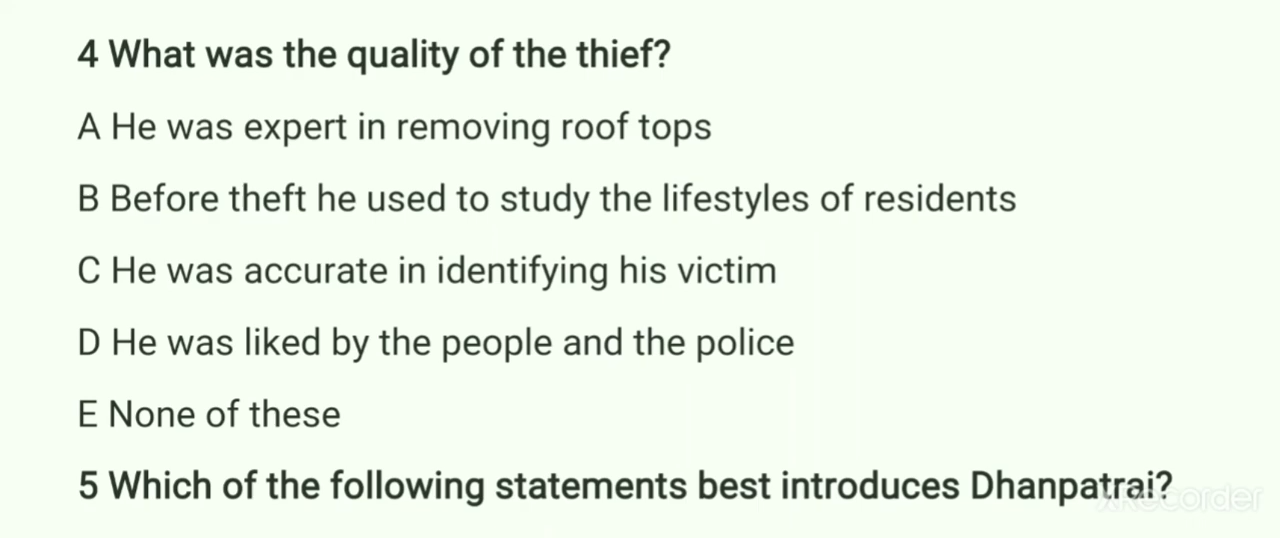 4 What was the quality of the thief?
A He was expert in removing roof tops
B Before theft he used to study the lifestyles of residents
C He was accurate in identifying his victim
D He was liked by the people and the police
E None of these
5 Which of the following statements best introduces Dhanpatrai?
XRecorder